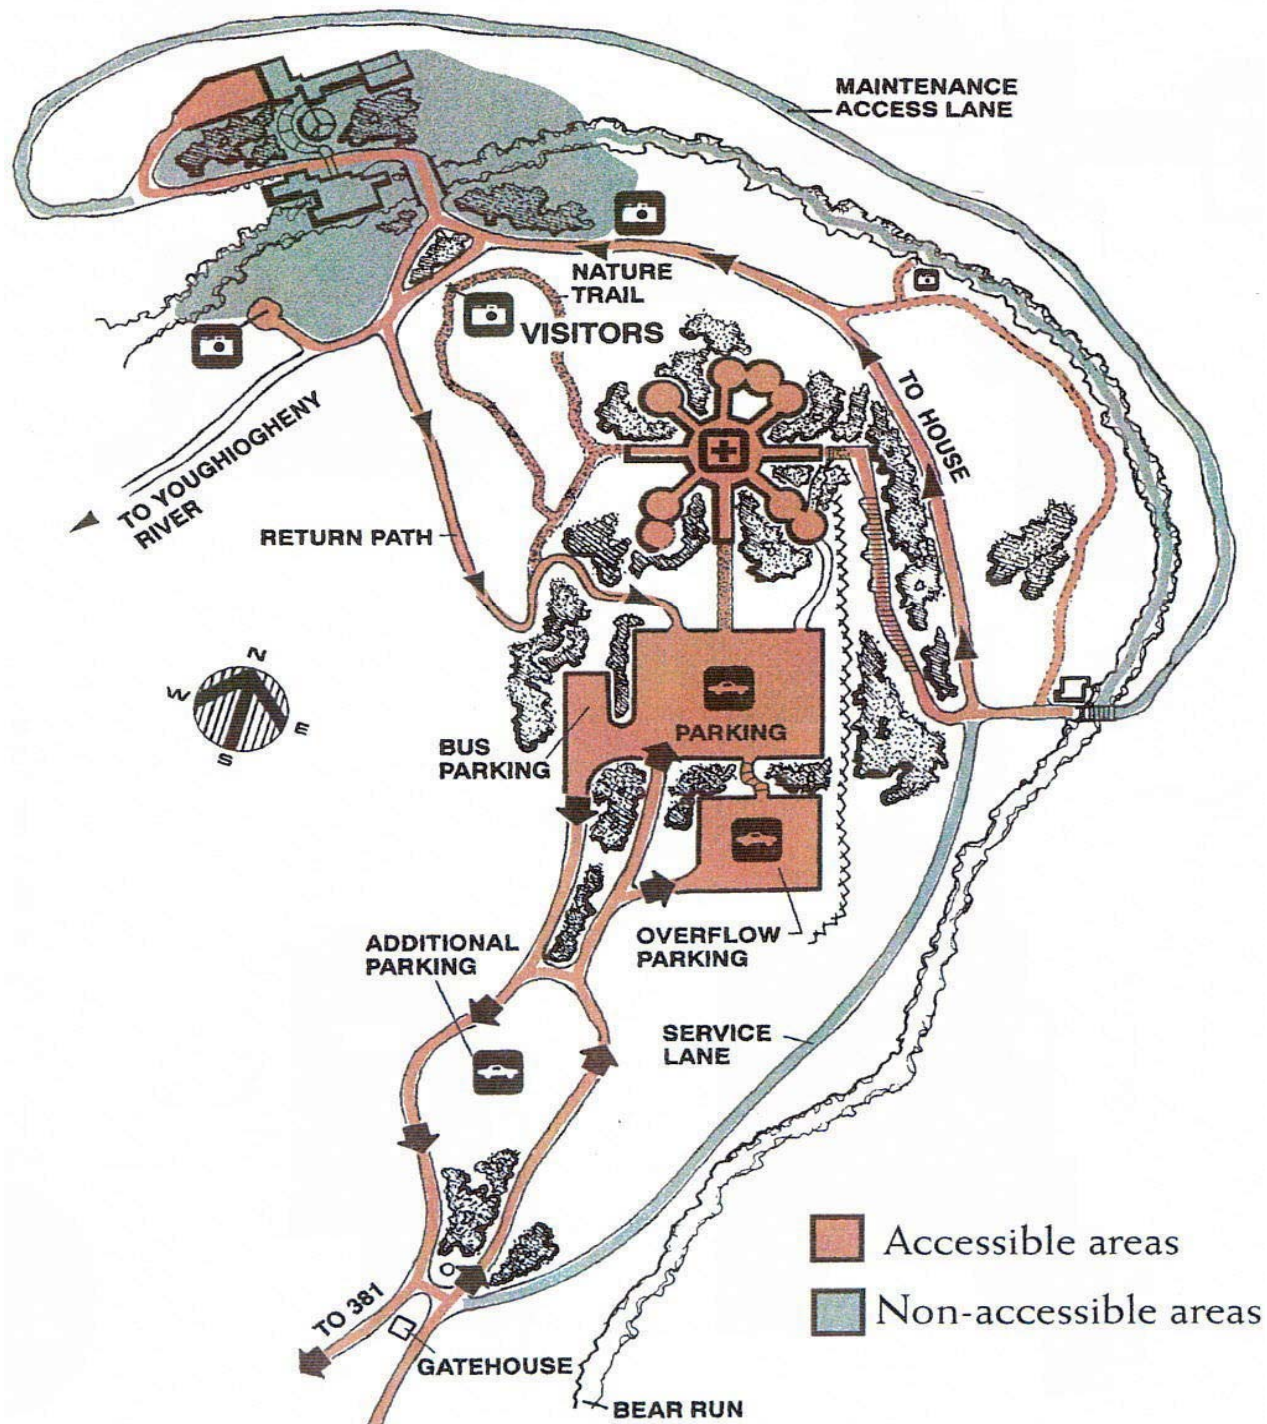 MAINTENANCE
ACCESS LANE
NATURE
TRAIL
VISITORS
TO HOUSE
TO YOUGHIOGHENY
RIVER
RETURN PATH
N
W
E
S
BUS
PARKING
PARKING
ADDITIONAL
PARKING
OVERFLOW
PARKING
SERVICE
LANE
Accessible areas
Non-accessible areas
TO 381
GATEHOUSE
BEAR RUN